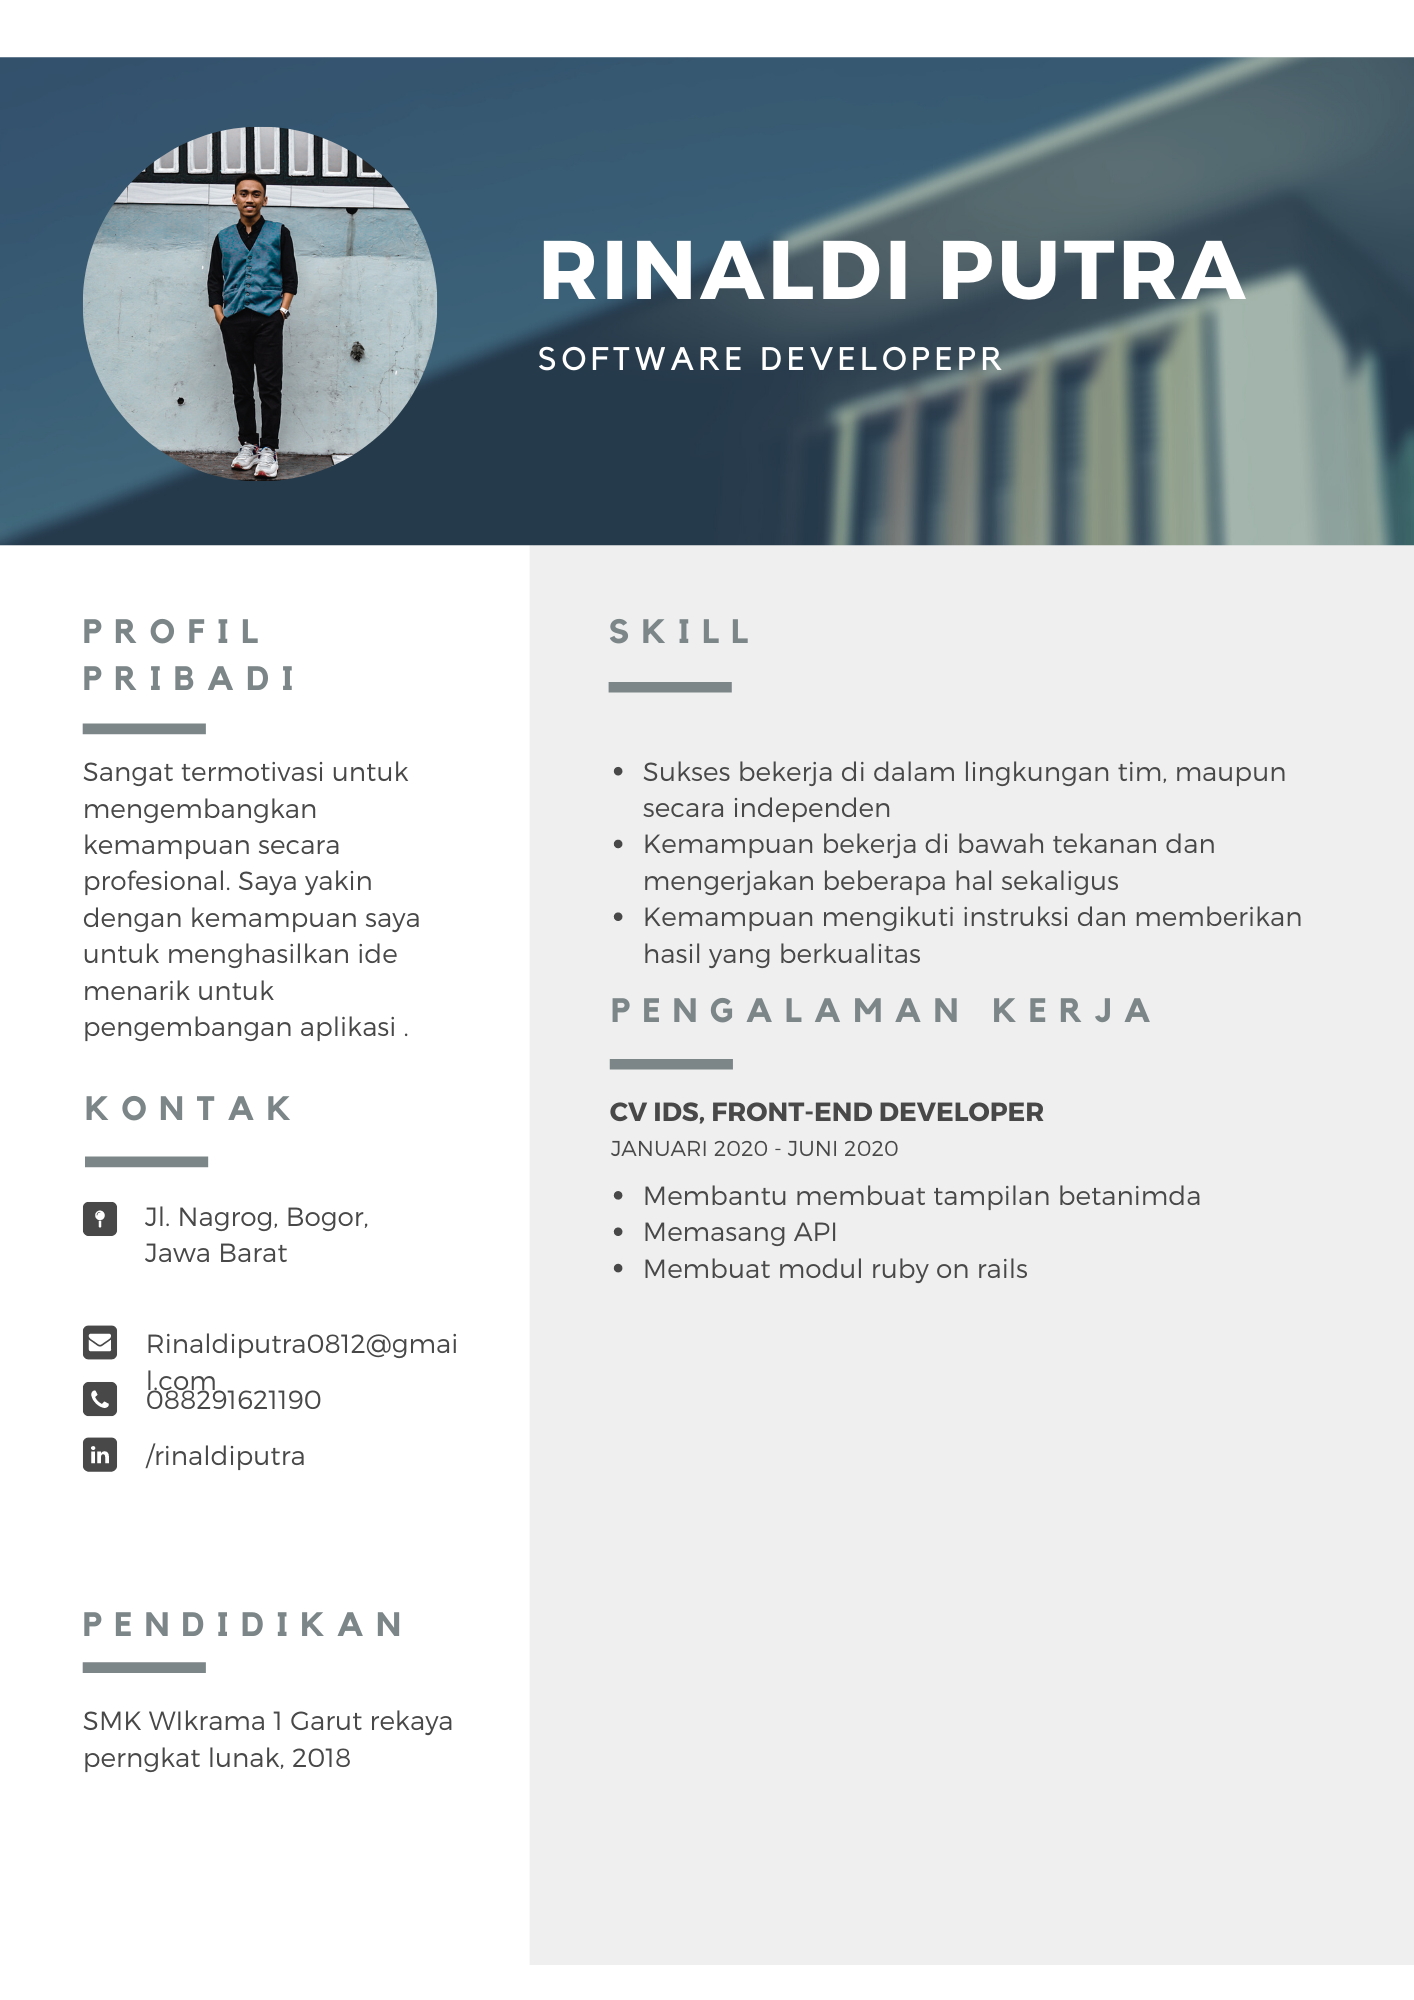 RINALDI PUTRA
SOFTWARE DEVELOPEPR
PROFIL
PRIBADI
Sangat termotivasi untuk
mengembangkan
kemampuan secara
profesional. Saya yakin
dengan kemampuan saya
untuk menghasilkan ide
menarik untuk
pengembangan aplikasi .
KONTAK
Jl. Nagrog, Bogor,
Jawa Barat
Rinaldiputra0812@gmai
l.com
088291621190
/rinaldiputra
PENDIDIKAN
SMK WIkrama 1 Garut rekaya
perngkat lunak, 2018
SKILL
• Sukses bekerja di dalam lingkungan tim, maupun
secara independen
• Kemampuan bekerja di bawah tekanan dan
mengerjakan beberapa hal sekaligus
• Kemampuan mengikuti instruksi dan memberikan
hasil yang berkualitas
PENGALAMAN KERJA
CV IDS, FRONT-END DEVELOPER
JANUARI 2020 - JUNI 2020
• Membantu membuat tampilan betanimda
• Memasang API
• Membuat modul ruby on rails